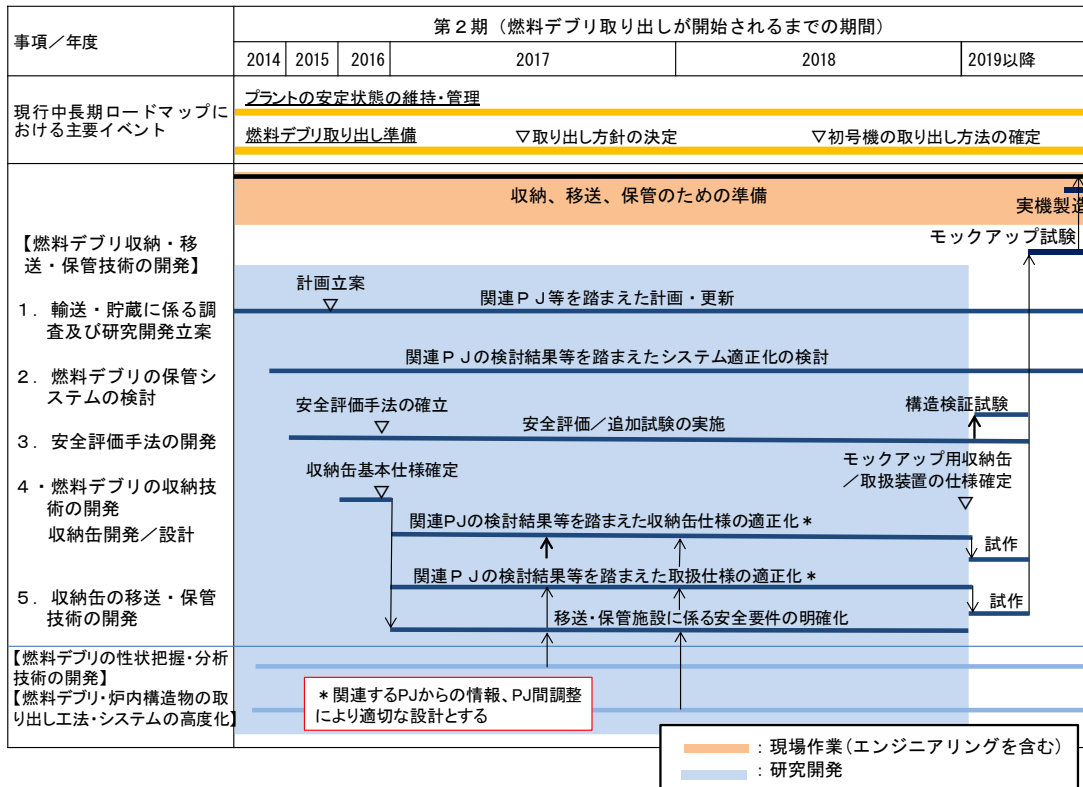 事項／年度
第２期（燃料デブリ取り出しが開始されるまでの期間）
2014
2015
2016
2017
2018
2019以降
現行中長期ロードマップに
おける主要イベント
プラントの安定状態の維持・管理
燃料デブリ取り出し準備
▽取り出し方針の決定
▽初号機の取り出し方法の確定
収納、移送、保管のための準備
実機製造
モックアップ試験
【燃料デブリ収納・移
送・保管技術の開発】
計画立案
▽
関連ＰＪ等を踏まえた計画・更新
１．輸送・貯蔵に係る調
査及び研究開発立案
関連ＰＪの検討結果等を踏まえたシステム適正化の検討
２．燃料デブリの保管シ
ステムの検討
安全評価手法の確立
▽
構造検証試験
安全評価／追加試験の実施
３．安全評価手法の開発
モックアップ用収納缶
／取扱装置の仕様確定
▽
収納缶基本仕様確定
▽
４・燃料デブリの収納技
術の開発
収納缶開発／設計
関連PJの検討結果等を踏まえた収納缶仕様の適正化＊
試作
関連ＰＪの検討結果等を踏まえた取扱仕様の適正化＊
５．収納缶の移送・保管
技術の開発
試作
移送・保管施設に係る安全要件の明確化
【燃料デブリの性状把握・分析
技術の開発】
【燃料デブリ・炉内構造物の取
り出し工法・システムの高度化】
＊関連するPJからの情報、PJ間調整
により適切な設計とする
：現場作業（エンジニアリングを含む）
：研究開発